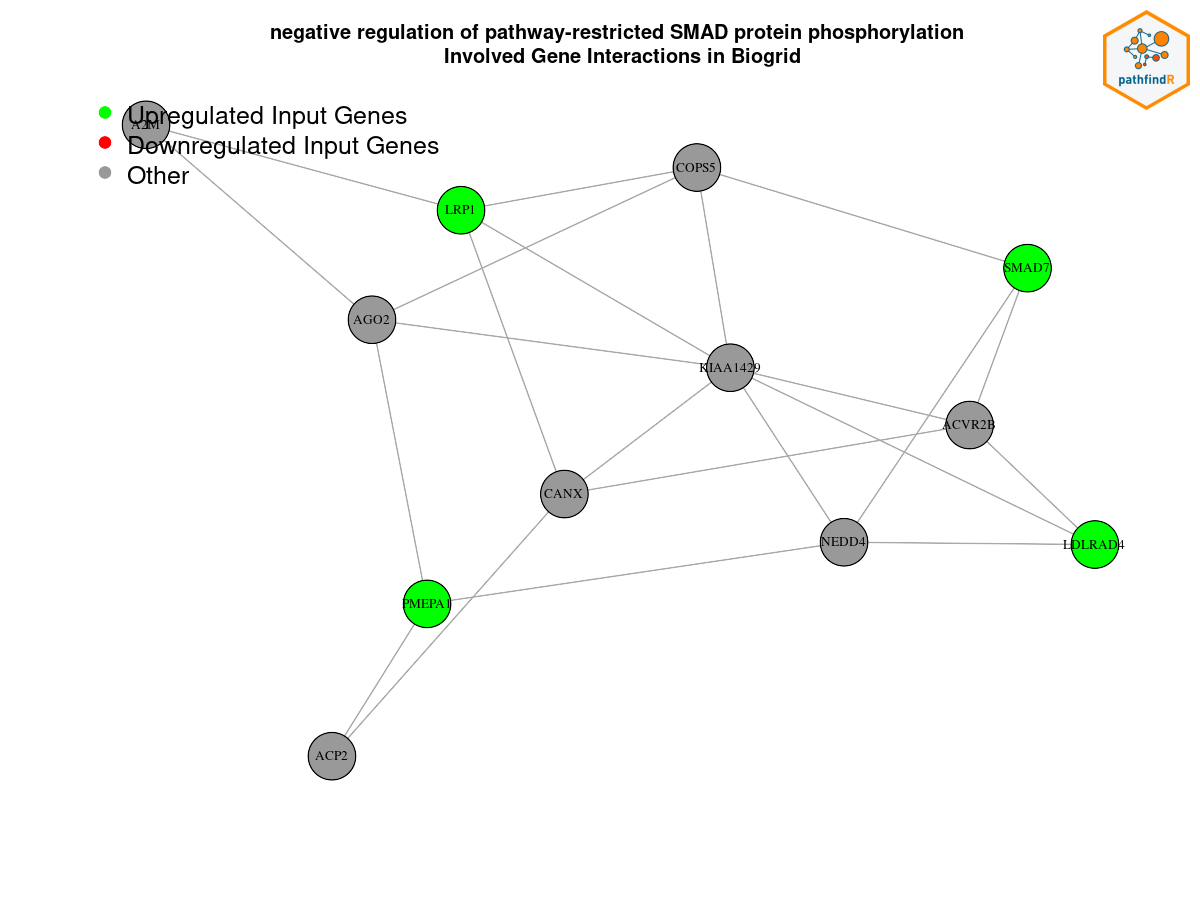 negative regulation of pathway-restricted SMAD protein phosphorylation
Involved Gene Interactions in Biogrid
pathfindR
Upregulated Input Genes
A2M
Downregulated Input Genes
Other
COPS5
LRP1
SMAD7
AGO2
KIAA1429
ACVR2B
CANX
NEDD4
LDLRAD4
PMEPA1
ACP2